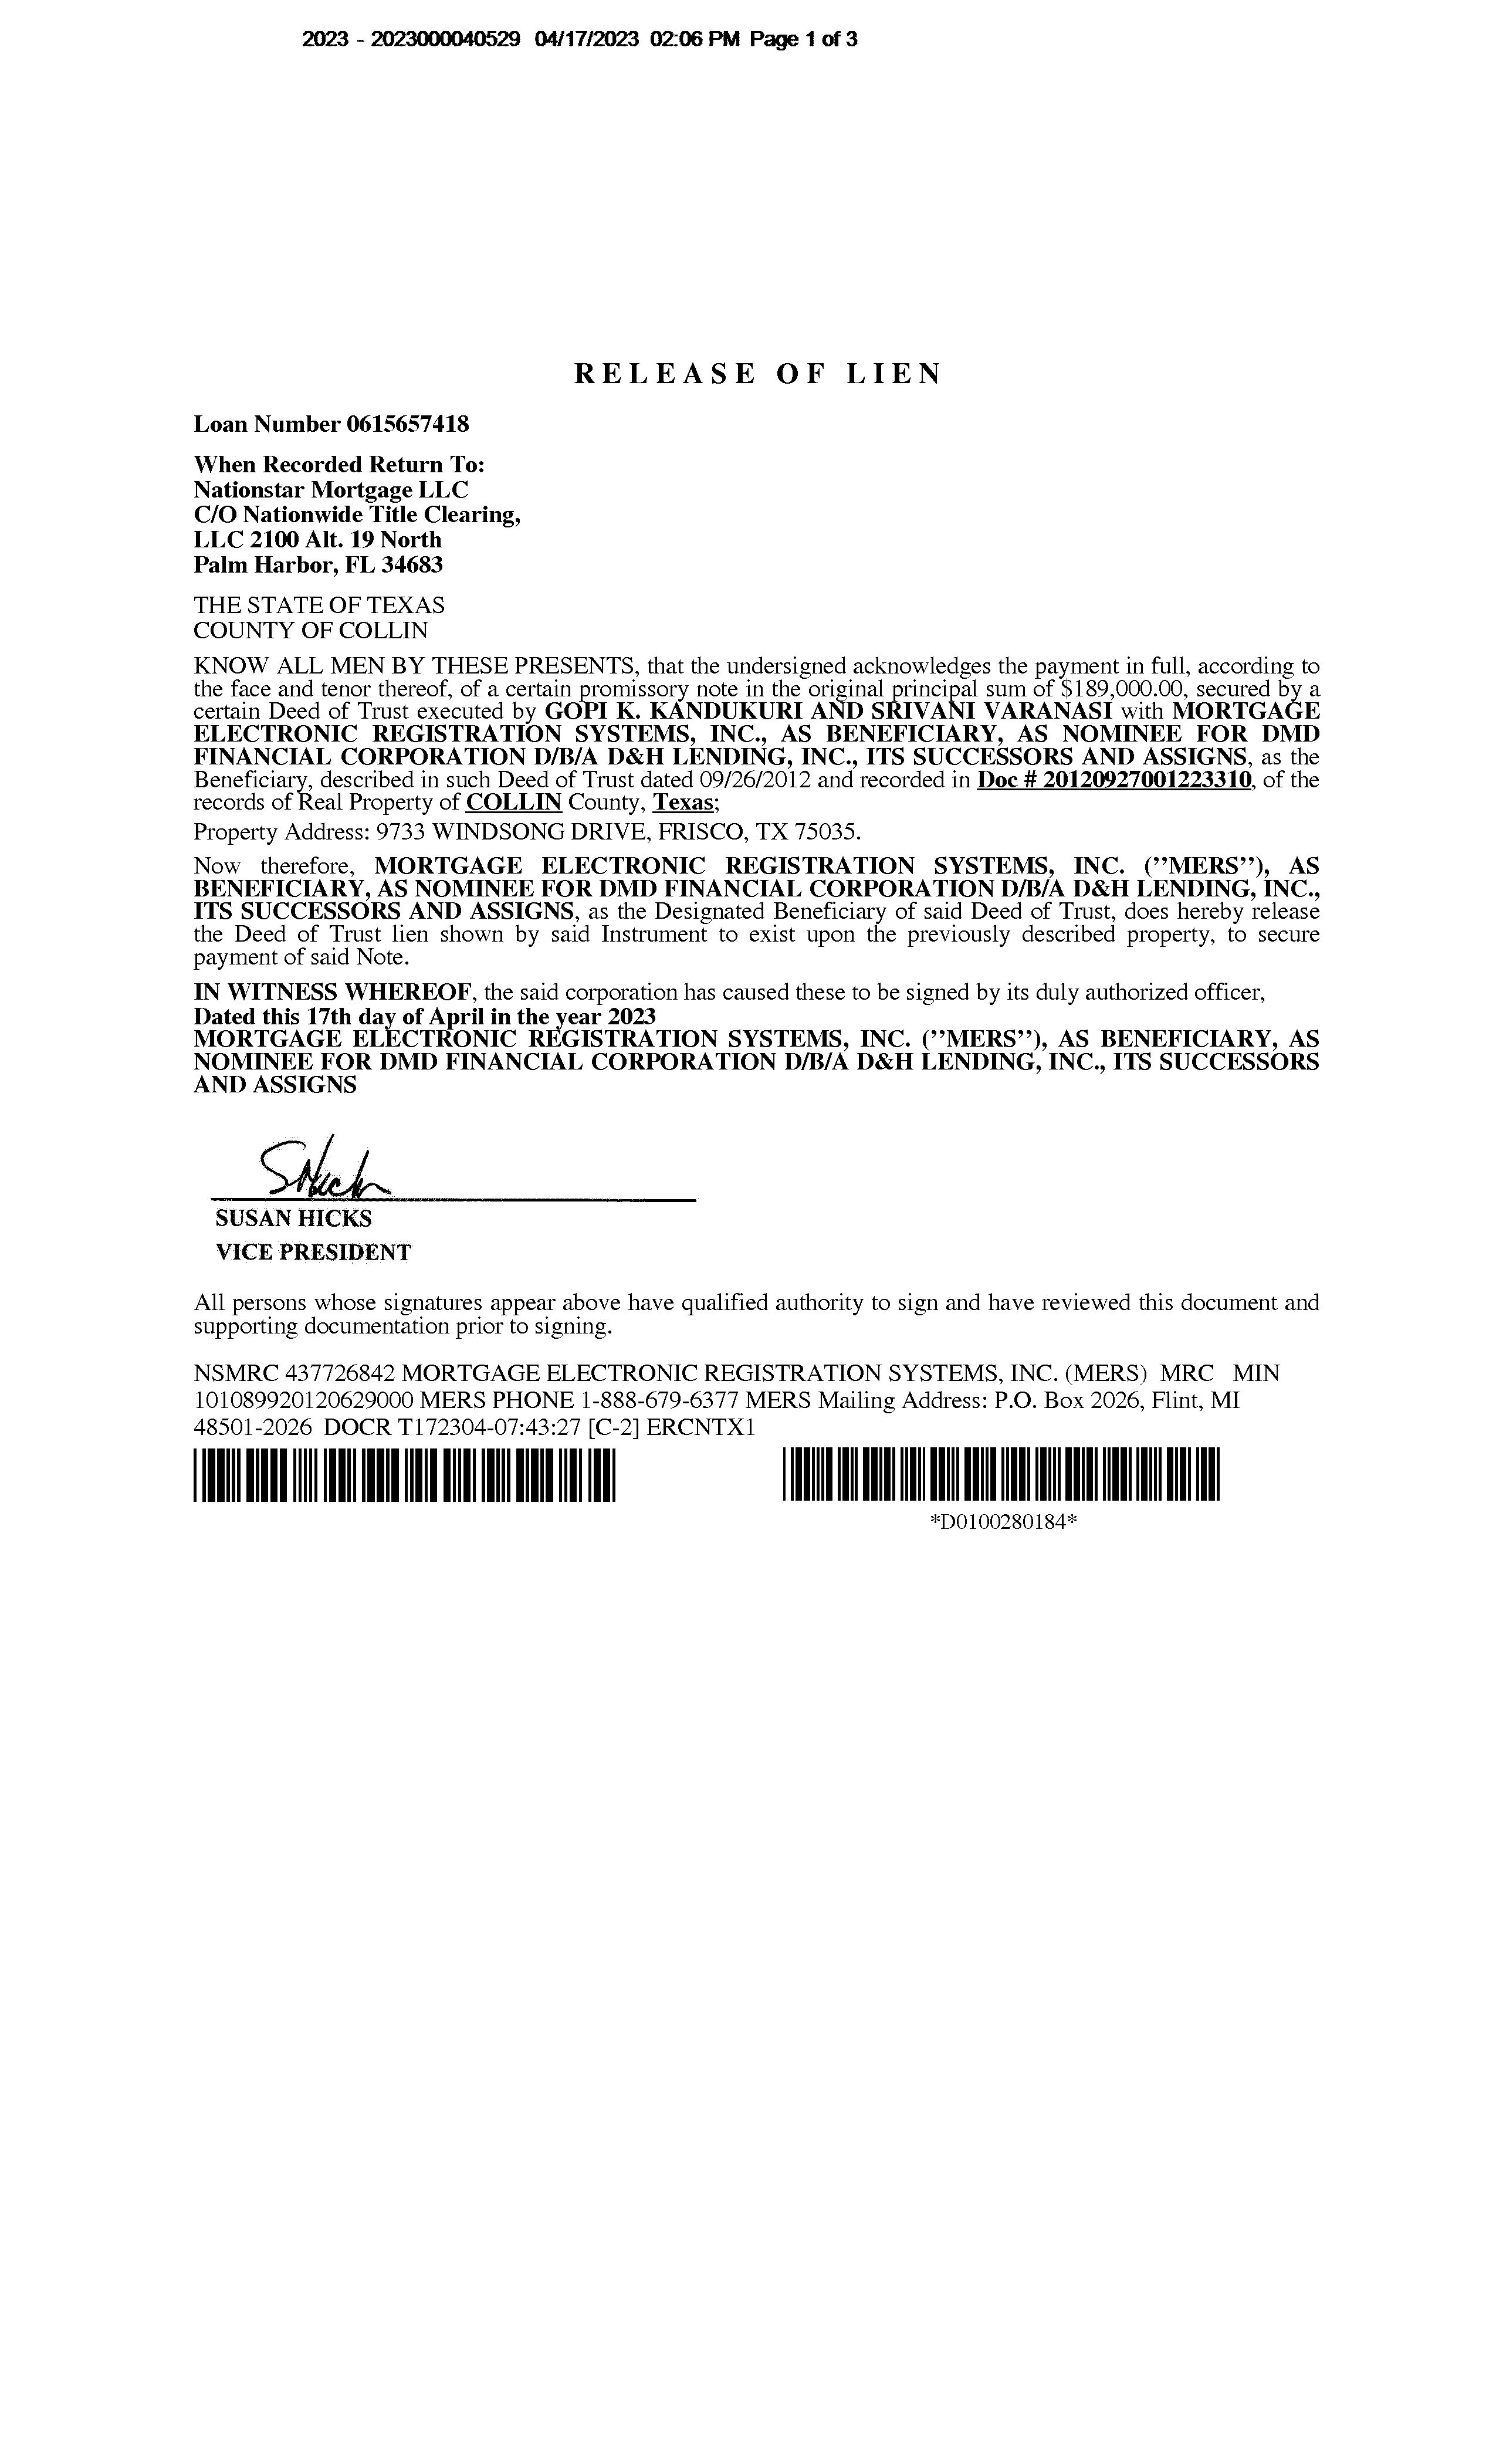 2023 - 2023000040529 04/17/2023 02:06 PM Page 1 of 3
RELEASE OF LIEN
Loan Number 0615657418
When Recorded Return To:
Nationstar Mortgage LLC
C/O Nationwide Title Clearing,
LLC 2100 Alt. 19 North
Palm Harbor, FL 34683
THE STATE OF TEXAS
COUNTY OF COLLIN
KNOW ALL MEN BY THESE PRESENTS, that the undersigned acknowledges the payment in full, according to
the face and tenor thereof, of a certain promissory note in the original principal sum of $189,000.00, secured by a
certain Deed of Trust executed by GOPI K. KANDUKURI AND SRIVANI VARANASI with MORTGAGE
ELECTRONIC REGISTRATION SYSTEMS, INC., AS BENEFICIARY, AS NOMINEE FOR DMD
FINANCIAL CORPORATION D/B/A D&H LENDING, INC., ITS SUCCESSORS AND ASSIGNS, as the
Beneficiary, described in such Deed of Trust dated 09/26/2012 and recorded in Doc # 20120927001223310, of the
records of Real Property of COLLIN County, Texas;
Property Address: 9733 WINDSONG DRIVE, FRISCO, TX 75035.
Now therefore, MORTGAGE ELECTRONIC REGISTRATION SYSTEMS, INC. (”MERS”), AS
BENEFICIARY, AS NOMINEE FOR DMD FINANCIAL CORPORATION D/B/A D&H LENDING, INC.,
ITS SUCCESSORS AND ASSIGNS, as the Designated Beneficiary of said Deed of Trust, does hereby release
the Deed of Trust lien shown by said Instrument to exist upon the previously described property, to secure
payment of said Note.
IN WITNESS WHEREOF, the said corporation has caused these to be signed by its duly authorized officer,
Dated this 17th day of April in the year 2023
MORTGAGE ELECTRONIC REGISTRATION SYSTEMS, INC. (”MERS”), AS BENEFICIARY, AS
NOMINEE FOR DMD FINANCIAL CORPORATION D/B/A D&H LENDING, INC., ITS SUCCESSORS
AND ASSIGNS
SUSAN HICKS
VICE PRESIDENT
All persons whose signatures appear above have qualified authority to sign and have reviewed this document and
supporting documentation prior to signing.
NSMRC 437726842 MORTGAGE ELECTRONIC REGISTRATION SYSTEMS, INC. (MERS) MRC MIN
101089920120629000 MERS PHONE 1-888-679-6377 MERS Mailing Address: P.O. Box 2026, Flint, MI
48501-2026 DOCR T172304-07:43:27 [C-2] ERCNTX1
*D0100280184*